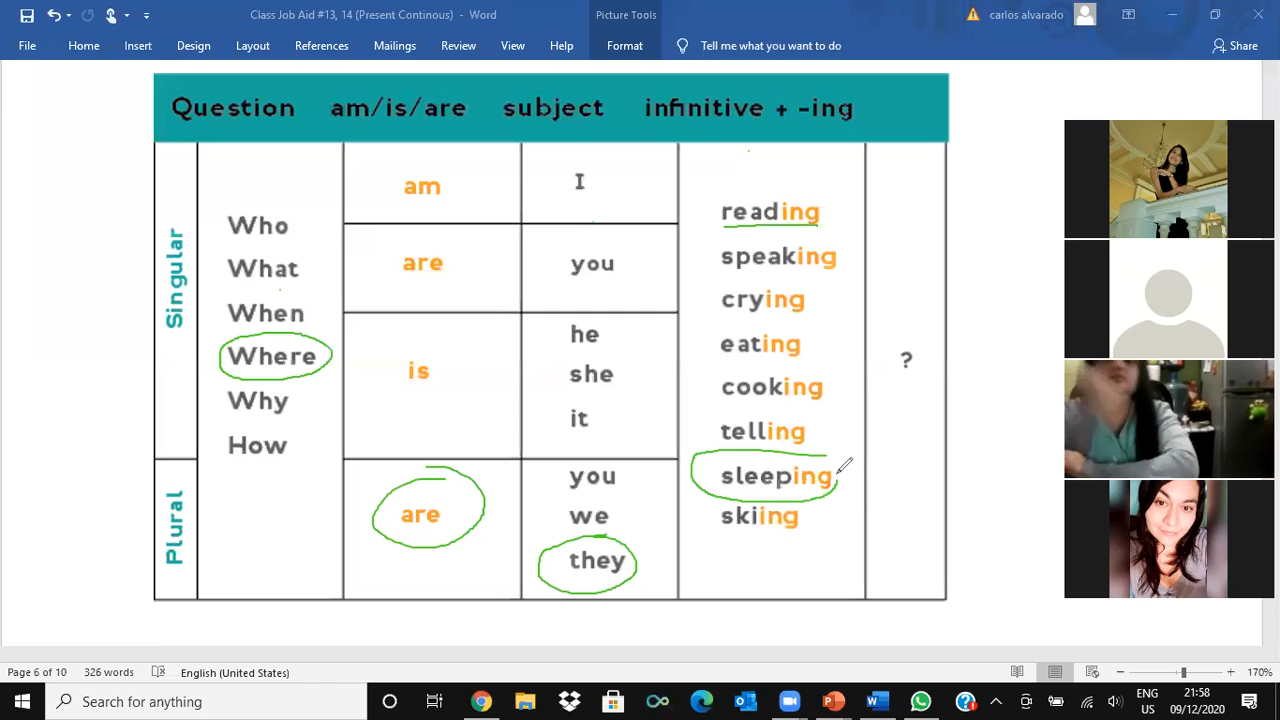 Class Job Aid #13, 14 (Present Continous) - Word
Picture Tools
carlos alvarado
File Home Insert Design Layout References Mailings Review View Help Format Tell me what you want to do Share
Question am/is/are subject infinitive + -ing
Singular
Who
What
When
Where
Why
How
am
are
is
I
you
he
she
it
reading
speaking
crying
eating
cooking
telling
sleeping
skiing
?
Plural
are
you
we
they
Page 6 of 10 326 words English (United States) 170%
Search for anything
ENG 21:58
US 09/12/2020